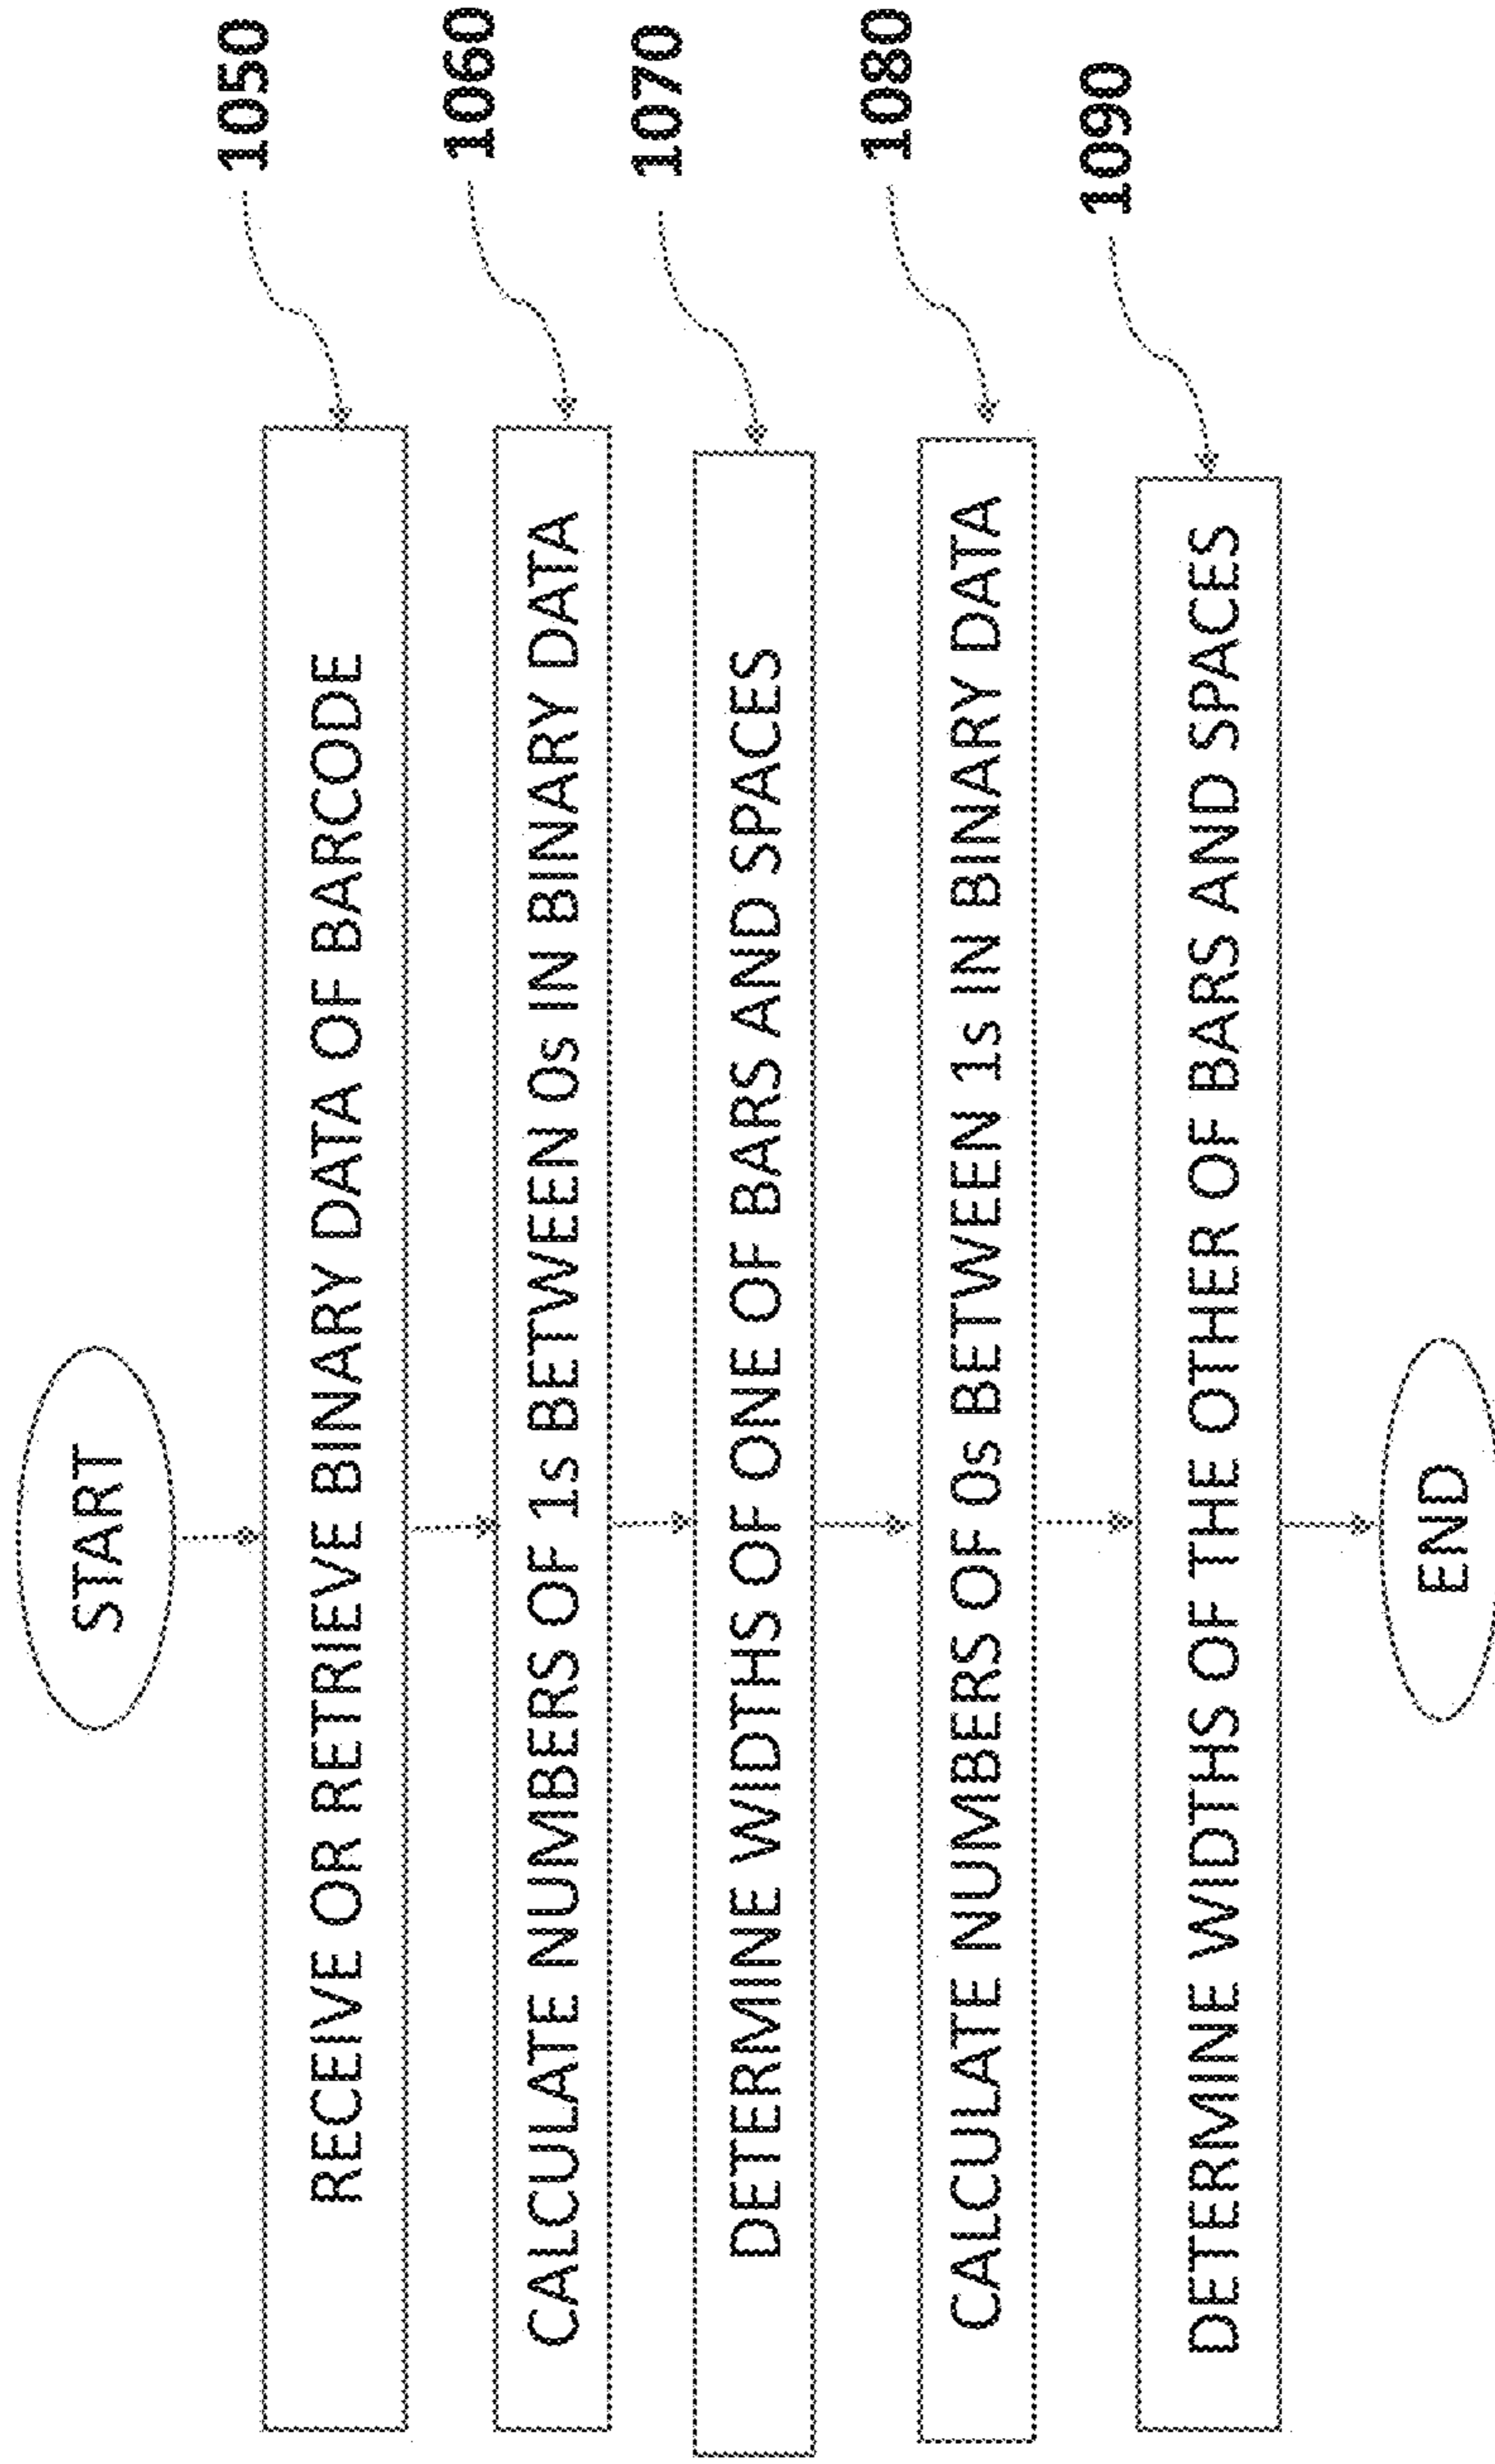 START
RECEIVE OR RETRIEVE BINARY DATA OF BARCODE
1050
CALCULATE NUMBERS OF 1s BETWEEN 0s IN BINARY DATA
1060
DETERMINE WIDTHS OF ONE OF BARS AND SPACES
1070
CALCULATE NUMBERS OF 0s BETWEEN 1s IN BINARY DATA
1080
DETERMINE WIDTHS OF THE OTHER OF BARS AND SPACES
1090
END